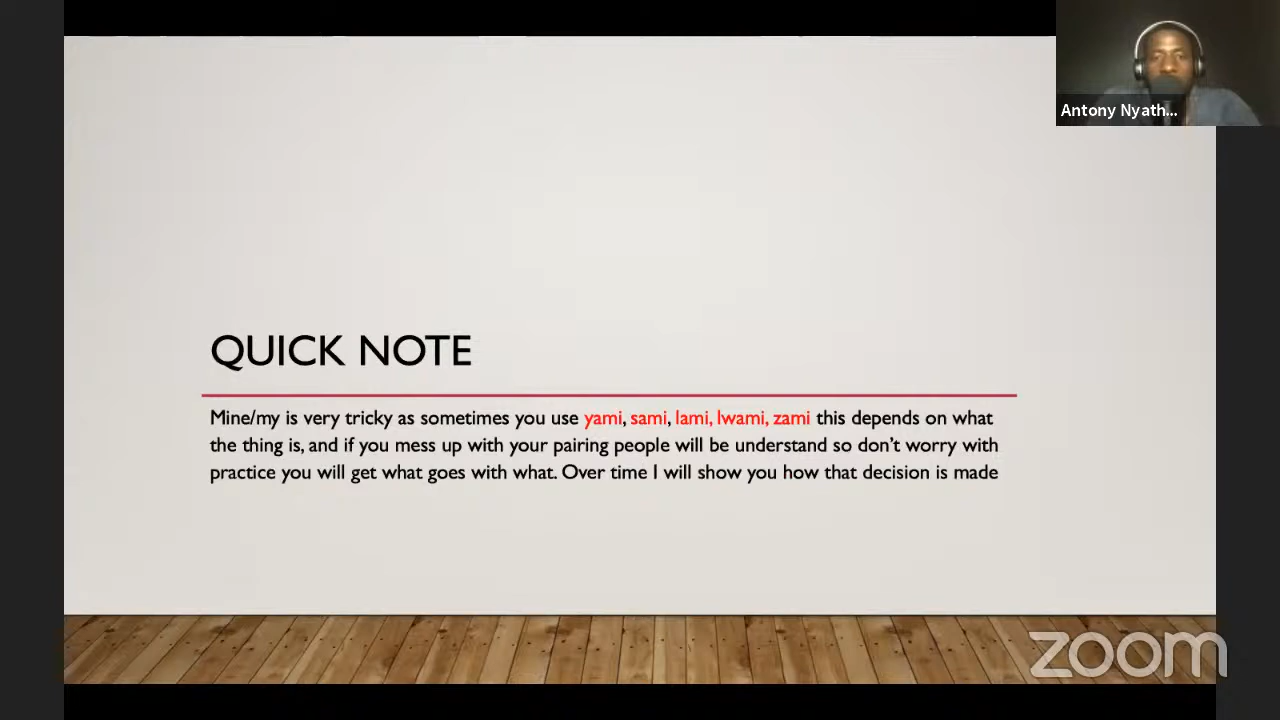 Antony Nyath...
QUICK NOTE
Mine/my is very tricky as sometimes you use yami, sami, lami, lwami, zami this depends on what
the thing is, and if you mess up with your pairing people will be understand so don't worry with
practice you will get what goes with what. Over time I will show you how that decision is made
zoom